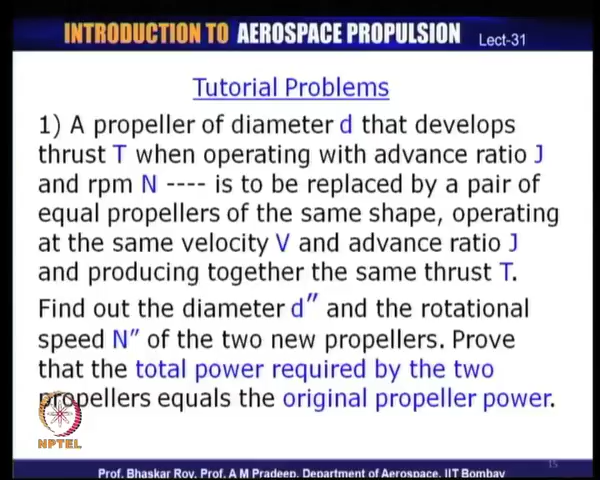 INTRODUCTION TO AEROSPACE PROPULSION Lect-31
Tutorial Problems
1) A propeller of diameter d that develops
thrust T when operating with advance ratio J
and rpm N ---- is to be replaced by a pair of
equal propellers of the same shape, operating
at the same velocity V and advance ratio J
and producing together the same thrust T.
Find out the diameter d″ and the rotational
speed N″ of the two new propellers. Prove
that the total power required by the two
propellers equals the original propeller power.
NPTEL
15
Prof. Bhaskar Roy, Prof. A M Pradeep, Department of Aerospace, IIT Bombay